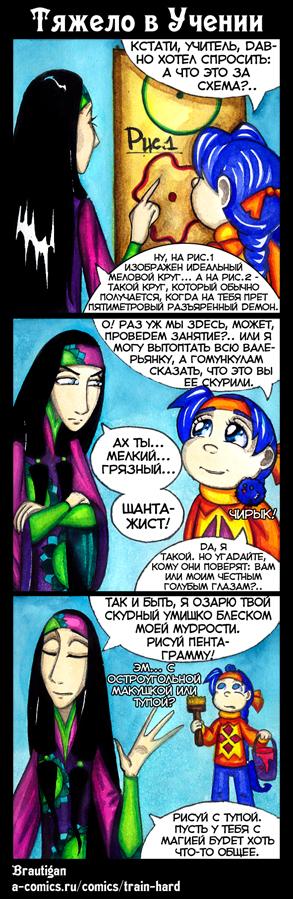 Тяжело в Учении
КСТАТИ, УЧИТЕЛЬ, ДАВ-
НО ХОТЕЛ СПРОСИТЬ:
А ЧТО ЭТО ЗА
СХЕМА?..
Рис.1
НУ, НА РИС.1
ИЗОБРАЖЕН ИДЕАЛЬНЫЙ
МЕЛОВОЙ КРУГ... А НА РИС.2 -
ТАКОЙ КРУГ, КОТОРЫЙ ОБЫЧНО
ПОЛУЧАЕТСЯ, КОГДА НА ТЕБЯ ПРЕТ
ПЯТИМЕТРОВЫЙ РАЗЪЯРЕННЫЙ ДЕМОН.
О! РАЗ УЖ МЫ ЗДЕСЬ, МОЖЕТ,
ПРОВЕДЕМ ЗАНЯТИЕ?.. ИЛИ Я
МОГУ ВЫТОПТАТЬ ВСЮ ВАЛЕ-
РЬЯНКУ, А ГОМУНКУЛАМ
СКАЗАТЬ, ЧТО ЭТО ВЫ
ЕЕ СКУРИЛИ.
АХ ТЫ...
МЕЛКИЙ...
ГРЯЗНЫЙ...
ШАНТА-
ЖИСТ!
ЧИРЫК!
ДА, Я
ТАКОЙ. НО УГАДАЙТЕ,
КОМУ ОНИ ПОВЕРЯТ: ВАМ
ИЛИ МОИМ ЧЕСТНЫМ
ГОЛУБЫМ ГЛАЗАМ?..
ТАК И БЫТЬ, Я ОЗАРЮ ТВОЙ
СКУДНЫЙ УМИШКО БЛЕСКОМ
МОЕЙ МУДРОСТИ.
РИСУЙ ПЕНТА-
ГРАММУ!
ЭМ... С
ОСТРОУГОЛЬНОЙ
МАКУШКОЙ ИЛИ
ТУПОЙ?
РИСУЙ С ТУПОЙ.
ПУСТЬ У ТЕБЯ С
МАГИЕЙ БУДЕТ ХОТЬ
ЧТО-ТО ОБЩЕЕ.
Brautigan
a-comics.ru/comics/train-hard